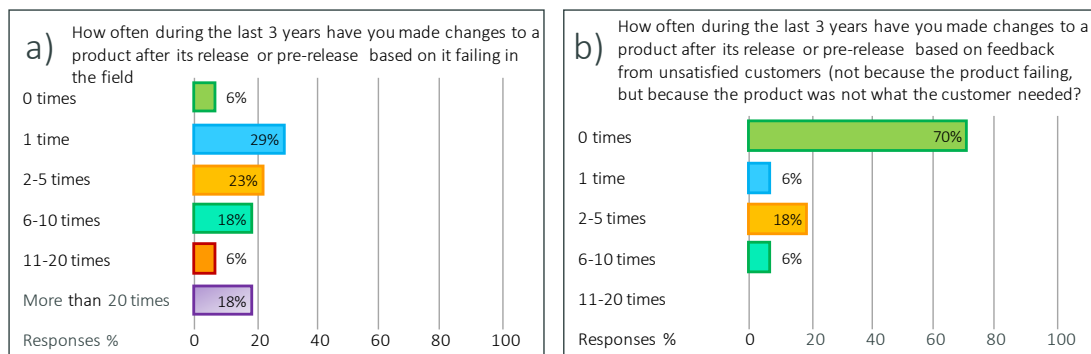 a)
How often during the last 3 years have you made changes to a
product after its release or pre-release based on it failing in
the field
0 times 6%
1 time 29%
2-5 times 23%
6-10 times 18%
11-20 times 6%
More than 20 times 18%
Responses % 0 20 40 60 80 100
b)
How often during the last 3 years have you made changes to a
product after its release or pre-release based on feedback
from unsatisfied customers (not because the product failing,
but because the product was not what the customer needed?
0 times 70%
1 time 6%
2-5 times 18%
6-10 times 6%
11-20 times
Responses % 0 20 40 60 80 100